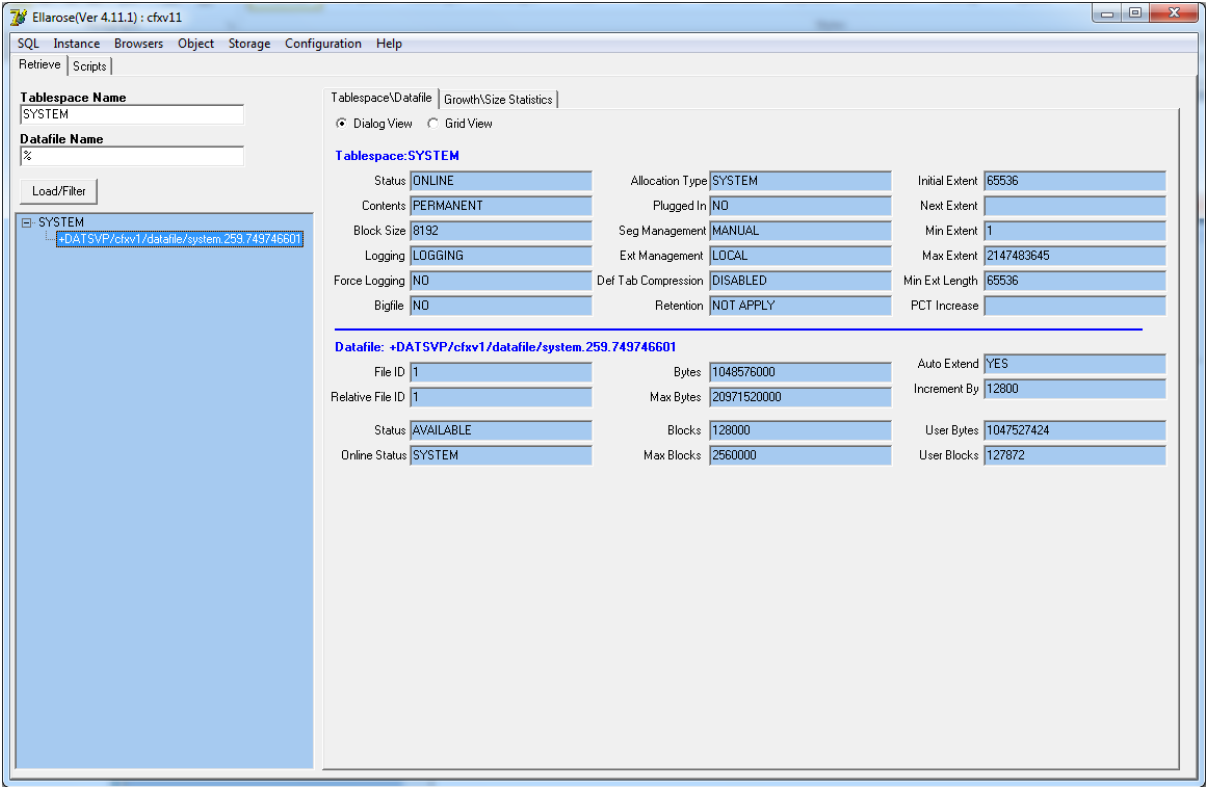 Ellarose(Ver 4.11.1) : cfxv11
SQL Instance Browsers Object Storage Configuration Help
Retrieve Scripts
Tablespace Name
SYSTEM
Datafile Name
%
Load/Filter
SYSTEM
+DATSVP/cfxv1/datafile/system.259.749746601
Tablespace\Datafile Growth\Size Statistics
Dialog View Grid View
Tablespace:SYSTEM
Status ONLINE Allocation Type SYSTEM Initial Extent 65536
Contents PERMANENT Plugged In NO Next Extent
Block Size 8192 Seg Management MANUAL Min Extent 1
Logging LOGGING Ext Management LOCAL Max Extent 2147483645
Force Logging NO Def Tab Compression DISABLED Min Ext Length 65536
Bigfile NO Retention NOT APPLY PCT Increase
Datafile: +DATSVP/cfxv1/datafile/system.259.749746601
File ID 1 Bytes 1048576000 Auto Extend YES
Relative File ID 1 Max Bytes 20971520000 Increment By 12800
Status AVAILABLE Blocks 128000 User Bytes 1047527424
Online Status SYSTEM Max Blocks 2560000 User Blocks 127872